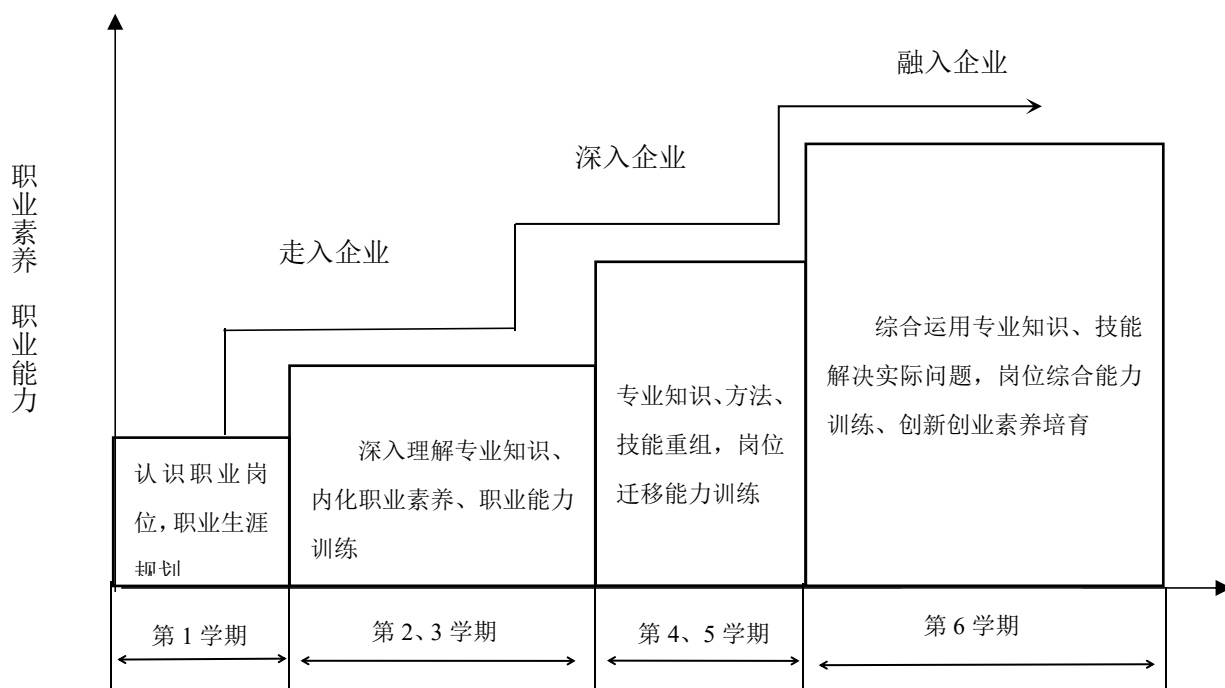 融入企业
深入企业
走入企业
职业素养 职业能力
认识职业岗
位，职业生涯
规划
深入理解专业知识、
内化职业素养、职业能力
训练
专业知识、方法、
技能重组，岗位
迁移能力训练
综合运用专业知识、技能
解决实际问题，岗位综合能力
训练、创新创业素养培育
第 1 学期
第 2、3 学期
第 4、5 学期
第 6 学期